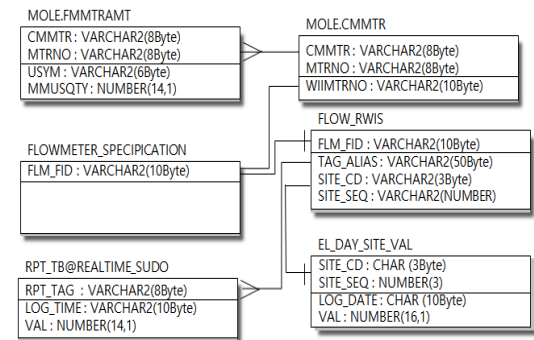 MOLE.FMMTRAMT
CMMTR : VARCHAR2(8Byte)
MTRNO : VARCHAR2(8Byte)
USYM : VARCHAR2(6Byte)
MMUSQTY : NUMBER(14,1)
MOLE.CMMTR
CMMTR : VARCHAR2(8Byte)
MTRNO : VARCHAR2(8Byte)
WIIMTRNO : VARCHAR2(10Byte)
FLOWMETER_SPECIPICATION
FLM_FID : VARCHAR2(10Byte)
FLOW_RWIS
FLM_FID : VARCHAR2(10Byte)
TAG_ALIAS : VARCHAR2(50Byte)
SITE_CD : VARCHAR2(3Byte)
SITE_SEQ : VARCHAR2(NUMBER)
RPT_TB@REALTIME_SUDO
RPT_TAG : VARCHAR2(8Byte)
LOG_TIME : VARCHAR2(10Byte)
VAL : NUMBER(14,1)
EL_DAY_SITE_VAL
SITE_CD : CHAR (3Byte)
SITE_SEQ : NUMBER(3)
LOG_DATE : CHAR (10Byte)
VAL : NUMBER(16,1)